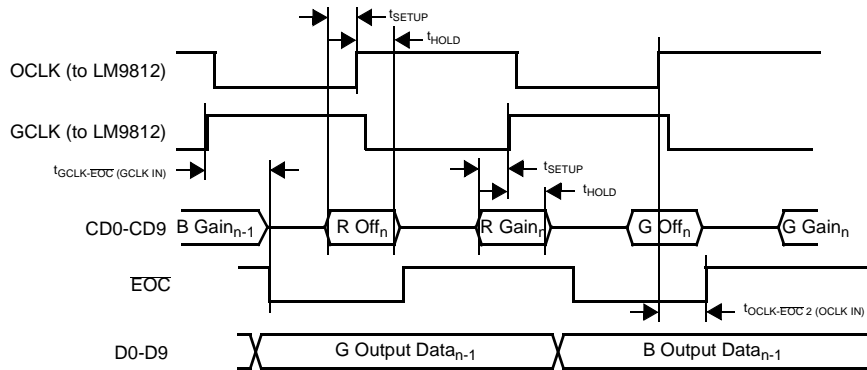 tSETUP
tHOLD
OCLK (to LM9812)
GCLK (to LM9812)
tGCLK-EOC (GCLK IN)
tSETUP
tHOLD
CD0-CD9
B Gainn-1
R Offn
R Gainn
G Offn
G Gainn
EOC
tOCLK-EOC 2 (OCLK IN)
D0-D9
G Output Datan-1
B Output Datan-1